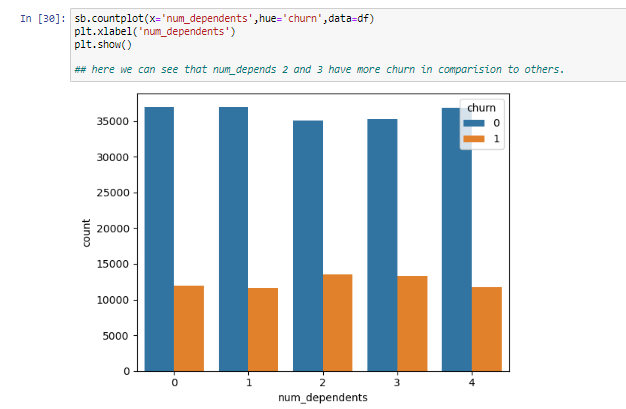 In [30]: sb.countplot(x='num_dependents',hue='churn',data=df)
plt.xlabel('num_dependents')
plt.show()
## here we can see that num_depends 2 and 3 have more churn in comparision to others.
churn
0
1
35000
30000
25000
20000
15000
10000
5000
0
count
0 1 2 3 4
num_dependents